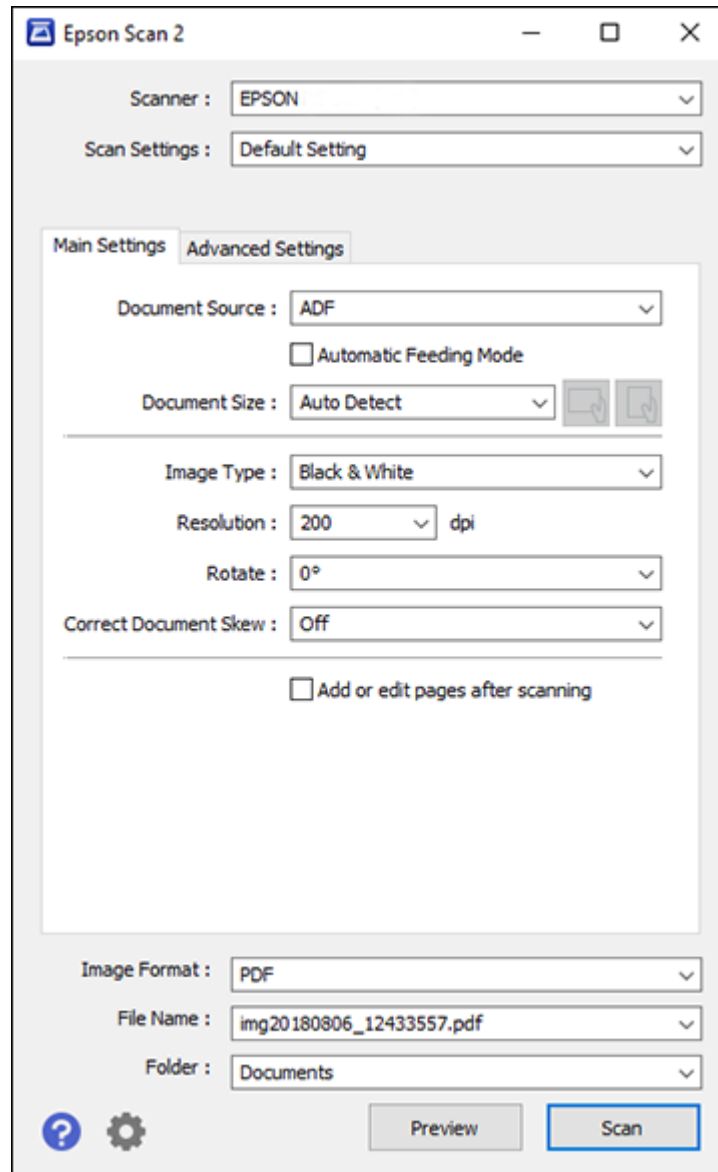 Epson Scan 2
Scanner : EPSON
Scan Settings : Default Setting
Main Settings Advanced Settings
Document Source : ADF
Automatic Feeding Mode
Document Size : Auto Detect
Image Type : Black & White
Resolution : 200 dpi
Rotate : 0°
Correct Document Skew : Off
Add or edit pages after scanning
Image Format : PDF
File Name : img20180806_12433557.pdf
Folder : Documents
? Preview Scan